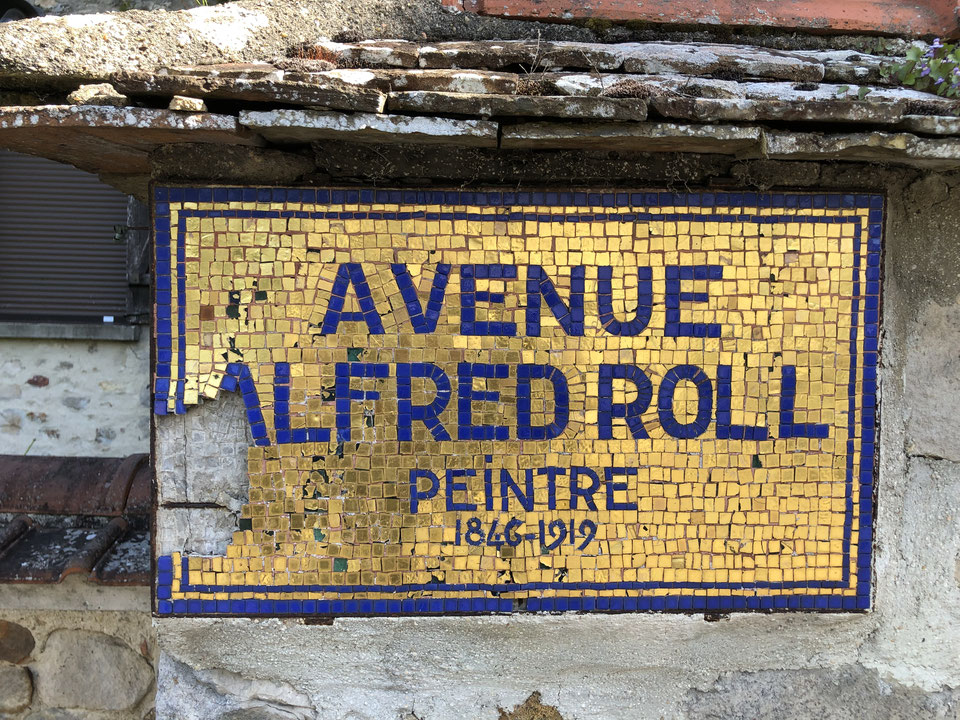 AVENUE
ALFRED ROLL
PEINTRE
1846-1919